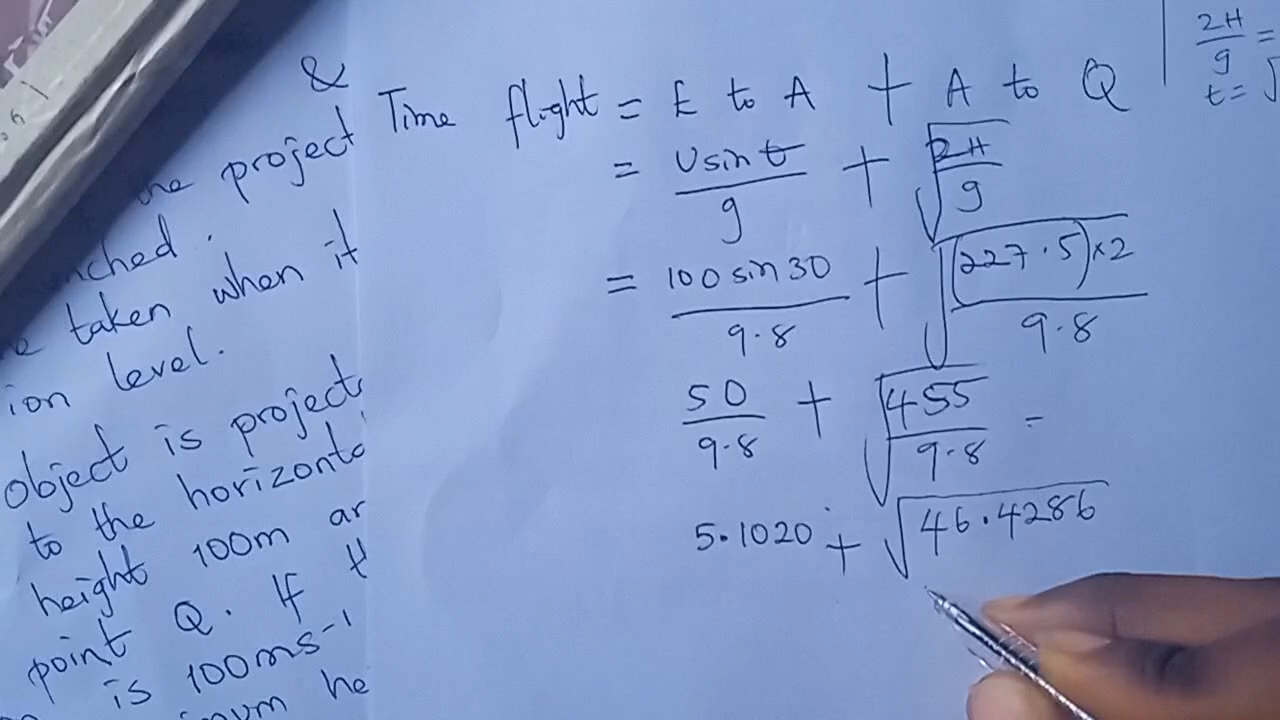 &
the project
nched.
taken when it
ion level.
object is project
to the horizonta
height 100m ar
point Q. If t
is 100ms⁻¹
num he
Time flight = E to A + A to Q
= Usin t / g + √(2H / g)
= 100 sin 30 / 9.8 + √((227.5)×2 / 9.8)
50 / 9.8 + √(455 / 9.8) =
5.1020 + √46.4286
2H / g =
t = √